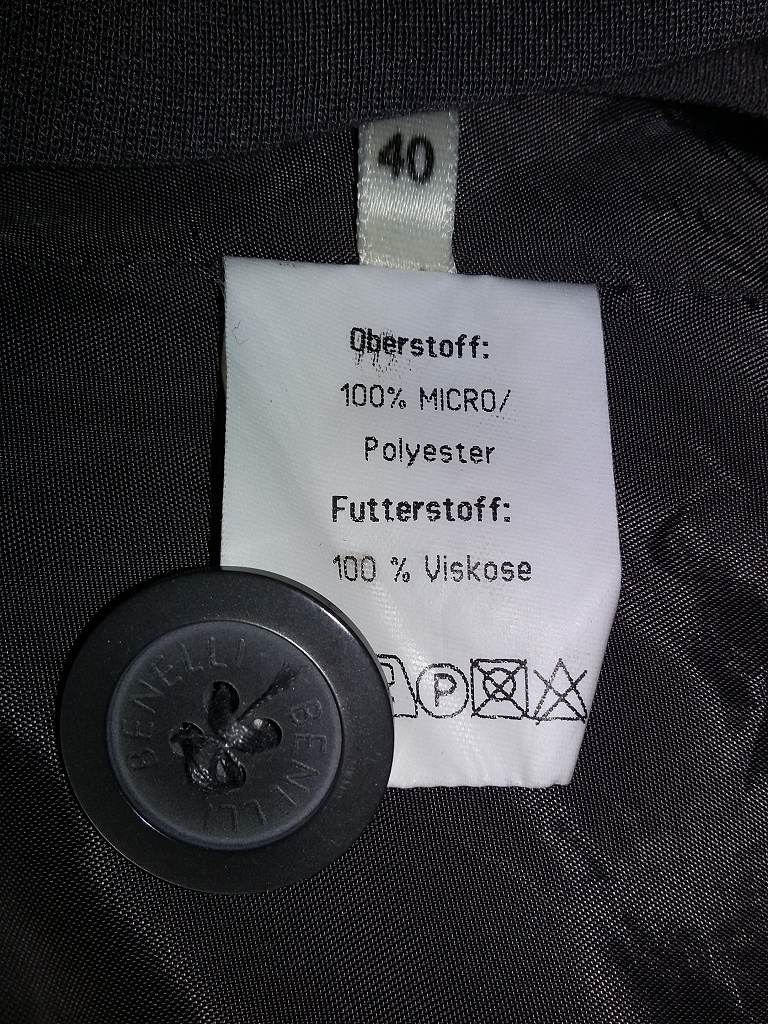 40
Oberstoff:
100% MICRO/
Polyester
Futterstoff:
100 % Viskose
P
BENELLI BENELLI